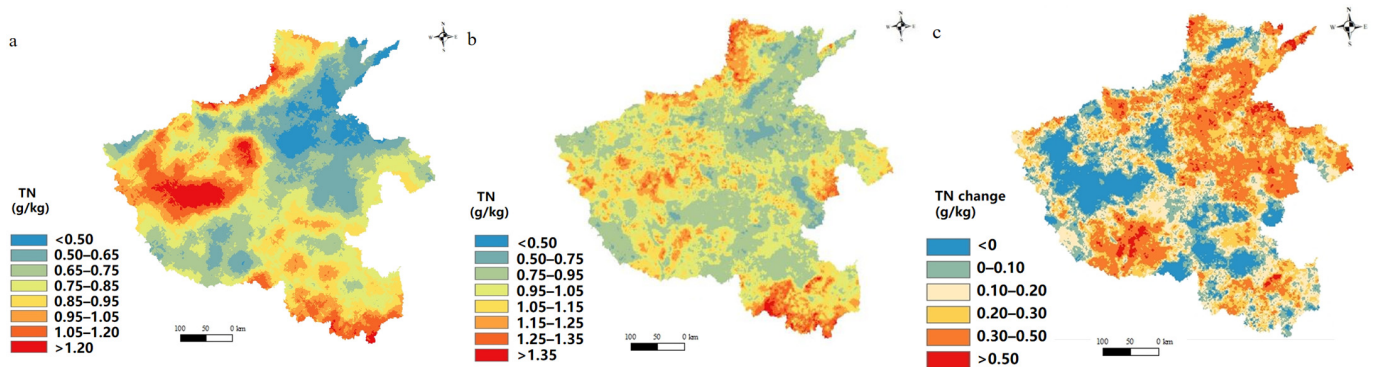 a
N
W E
S
TN
(g/kg)
<0.50
0.50–0.65
0.65–0.75
0.75–0.85
0.85–0.95
0.95–1.05
1.05–1.20
>1.20
100 50 0 km
b
N
W E
S
TN
(g/kg)
<0.50
0.50–0.75
0.75–0.95
0.95–1.05
1.05–1.15
1.15–1.25
1.25–1.35
>1.35
100 50 0 km
c
N
W E
S
TN change
(g/kg)
<0
0–0.10
0.10–0.20
0.20–0.30
0.30–0.50
>0.50
100 50 0 km